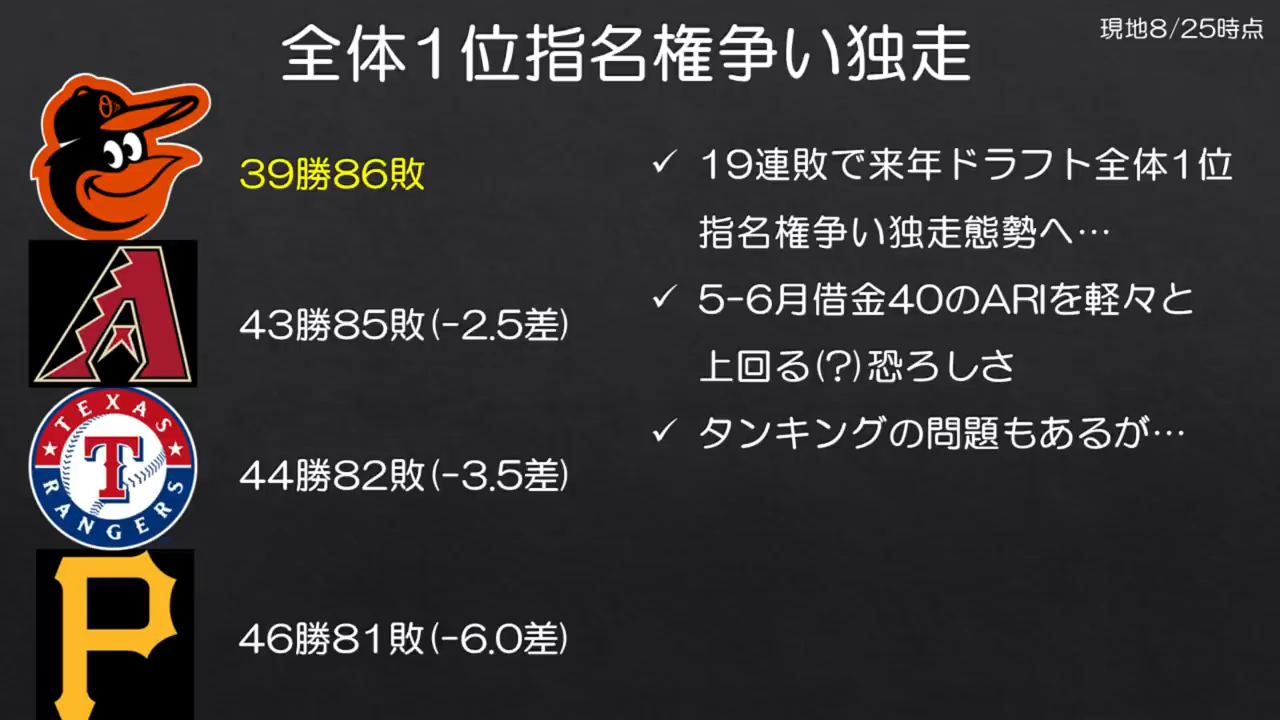 現地8/25時点
全体1位指名権争い独走
39勝86敗
43勝85敗(-2.5差)
TEXAS
T
RANGERS
44勝82敗(-3.5差)
46勝81敗(-6.0差)
✓ 19連敗で来年ドラフト全体1位
指名権争い独走態勢へ…
✓ 5-6月借金40のARIを軽々と
上回る(?)恐ろしさ
✓ タンキングの問題もあるが…
A
P